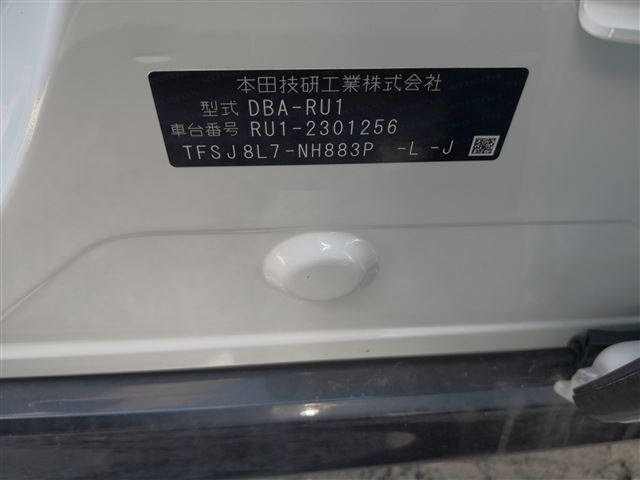 本田技研工業株式会社
型式 DBA-RU1
車台番号 RU1-2301256
TFSJ8L7-NH883P -L -J